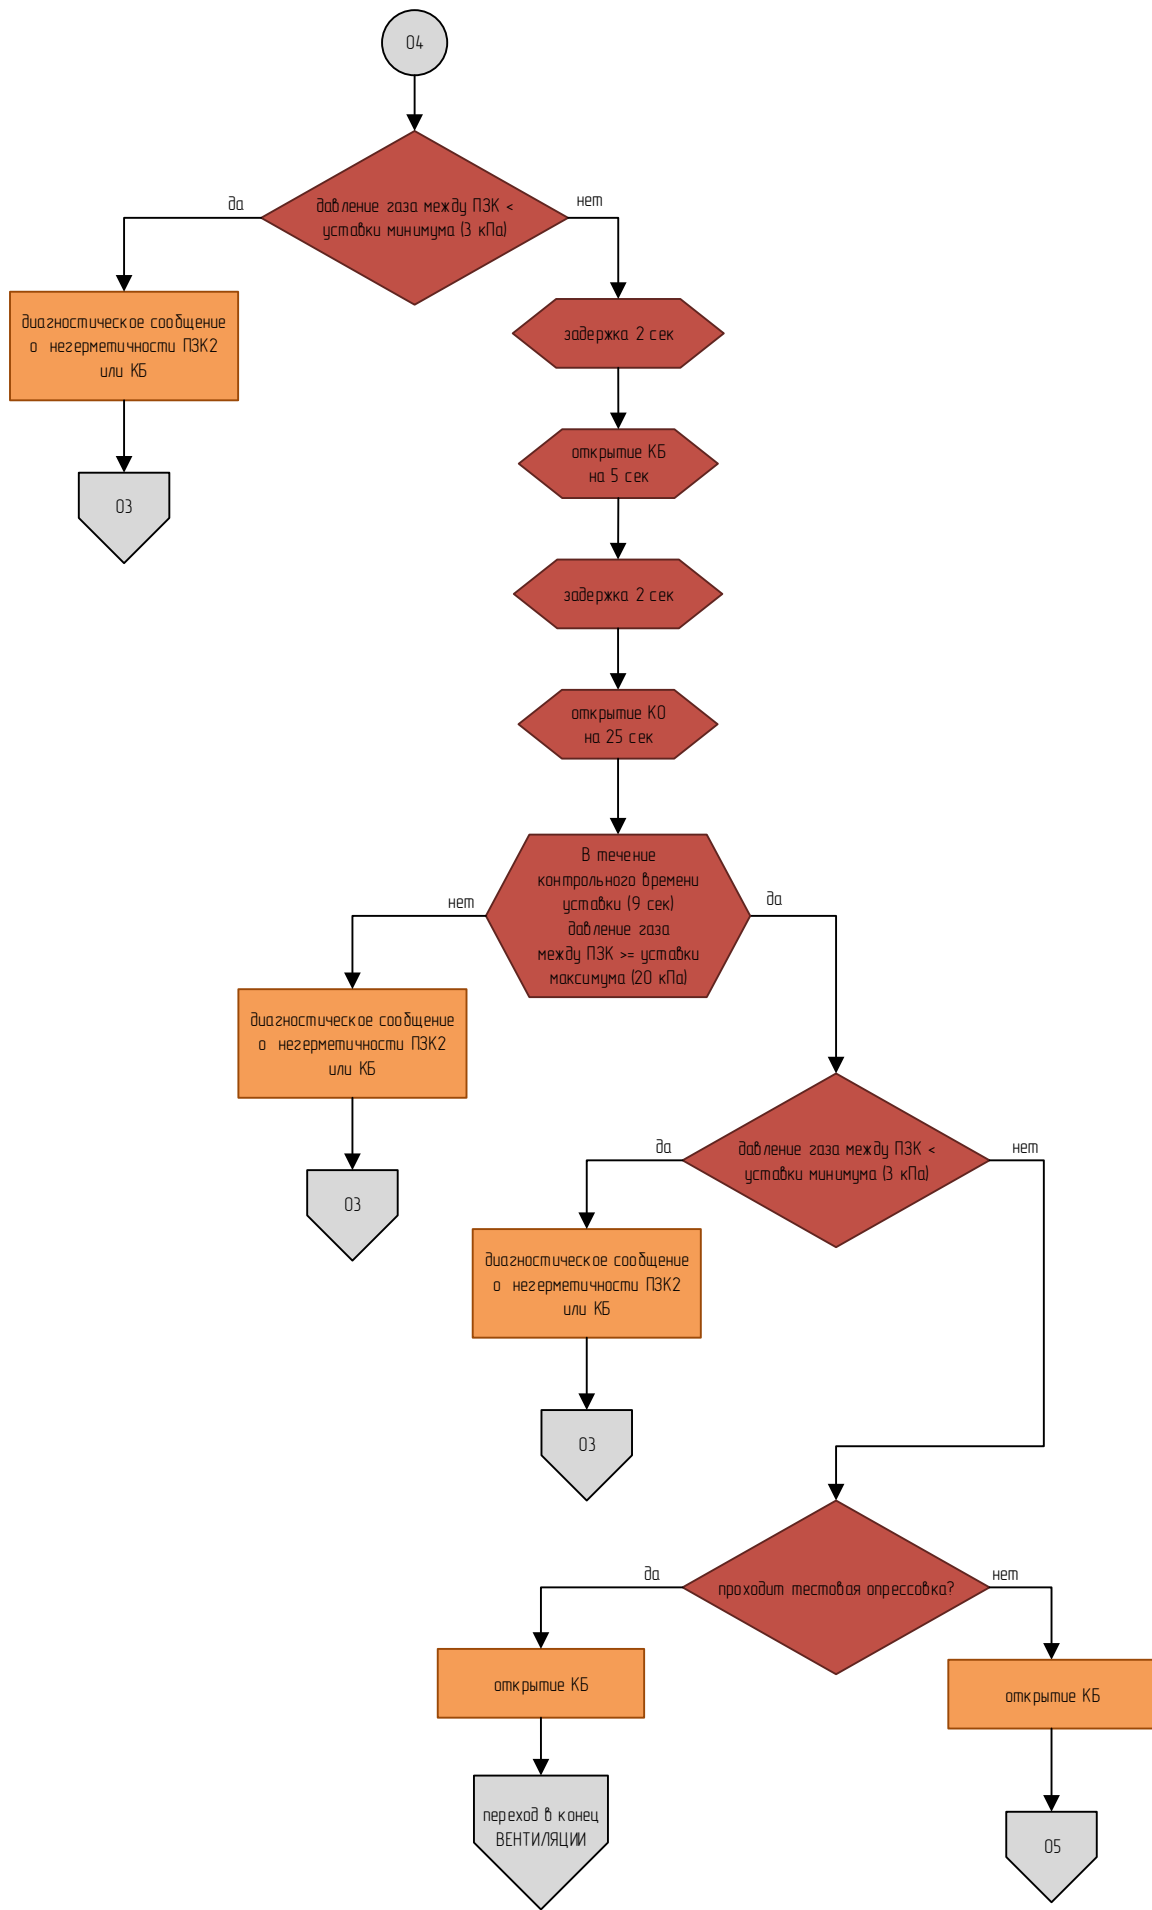 04
давление газа между ПЗК <
уставки минимума (3 кПа)
да
нет
диагностическое сообщение
о негерметичности ПЗК2
или КБ
03
задержка 2 сек
открытие КБ
на 5 сек
задержка 2 сек
открытие КО
на 25 сек
В течение
контрольного времени
уставки (9 сек)
давление газа
между ПЗК >= уставки
максимума (20 кПа)
нет
да
диагностическое сообщение
о негерметичности ПЗК2
или КБ
03
давление газа между ПЗК <
уставки минимума (3 кПа)
да
нет
диагностическое сообщение
о негерметичности ПЗК2
или КБ
03
проходит тестовая опрессовка?
да
нет
открытие КБ
переход в конец
ВЕНТИЛЯЦИИ
открытие КБ
05